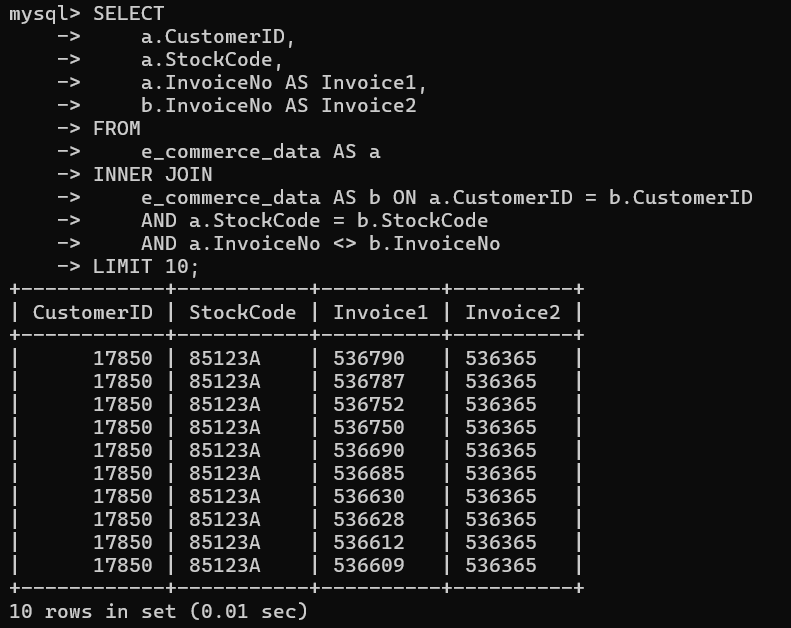 mysql> SELECT
    ->     a.CustomerID,
    ->     a.StockCode,
    ->     a.InvoiceNo AS Invoice1,
    ->     b.InvoiceNo AS Invoice2
    -> FROM
    ->     e_commerce_data AS a
    -> INNER JOIN
    ->     e_commerce_data AS b ON a.CustomerID = b.CustomerID
    ->     AND a.StockCode = b.StockCode
    ->     AND a.InvoiceNo <> b.InvoiceNo
    -> LIMIT 10;
+------------+-----------+----------+----------+
| CustomerID | StockCode | Invoice1 | Invoice2 |
+------------+-----------+----------+----------+
|      17850 | 85123A    | 536790   | 536365   |
|      17850 | 85123A    | 536787   | 536365   |
|      17850 | 85123A    | 536752   | 536365   |
|      17850 | 85123A    | 536750   | 536365   |
|      17850 | 85123A    | 536690   | 536365   |
|      17850 | 85123A    | 536685   | 536365   |
|      17850 | 85123A    | 536630   | 536365   |
|      17850 | 85123A    | 536628   | 536365   |
|      17850 | 85123A    | 536612   | 536365   |
|      17850 | 85123A    | 536609   | 536365   |
+------------+-----------+----------+----------+
10 rows in set (0.01 sec)